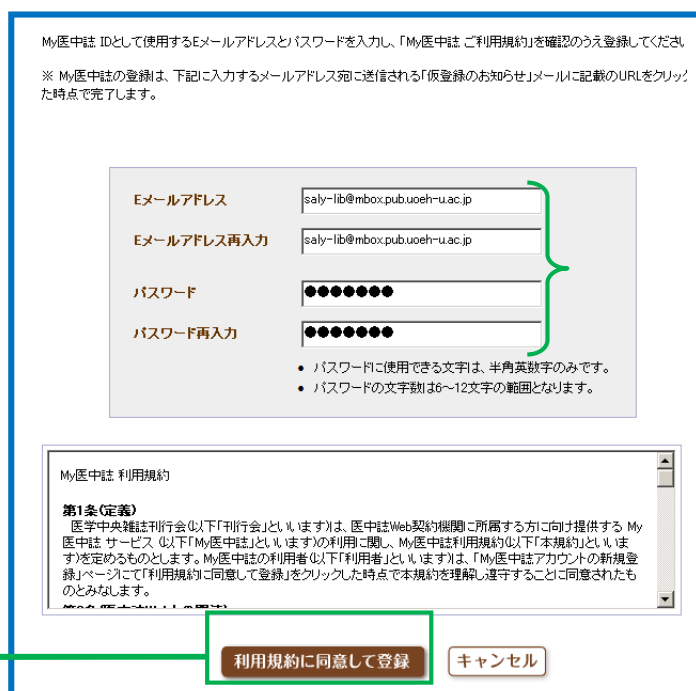 My医中誌 IDとして使用するEメールアドレスとパスワードを入力し、「My医中誌 ご利用規約」を確認のうえ登録してくださ
※ My医中誌の登録は、下記に入力するメールアドレス宛に送信される「仮登録のお知らせ」メールに記載のURLをクリック
た時点で完了します。
Eメールアドレス saly-lib@mbox.pub.uoeh-u.ac.jp
Eメールアドレス再入力 saly-lib@mbox.pub.uoeh-u.ac.jp
パスワード ●●●●●●●
パスワード再入力 ●●●●●●●
• パスワードに使用できる文字は、半角英数字のみです。
• パスワードの文字数は6～12文字の範囲となります。
My医中誌 利用規約
第1条(定義)
医学中央雑誌刊行会(以下「刊行会」といいます)は、医中誌Web契約機関に所属する方に向け提供する My
医中誌 サービス (以下「My医中誌」といいます)の利用に関し、My医中誌利用規約(以下「本規約」といいま
す)を定めるものとします。My医中誌の利用者(以下「利用者」といいます)は、「My医中誌アカウントの新規登
録」ページにて「利用規約に同意して登録」をクリックした時点で本規約を理解し遵守することに同意されたも
のとみなします。
利用規約に同意して登録 キャンセル